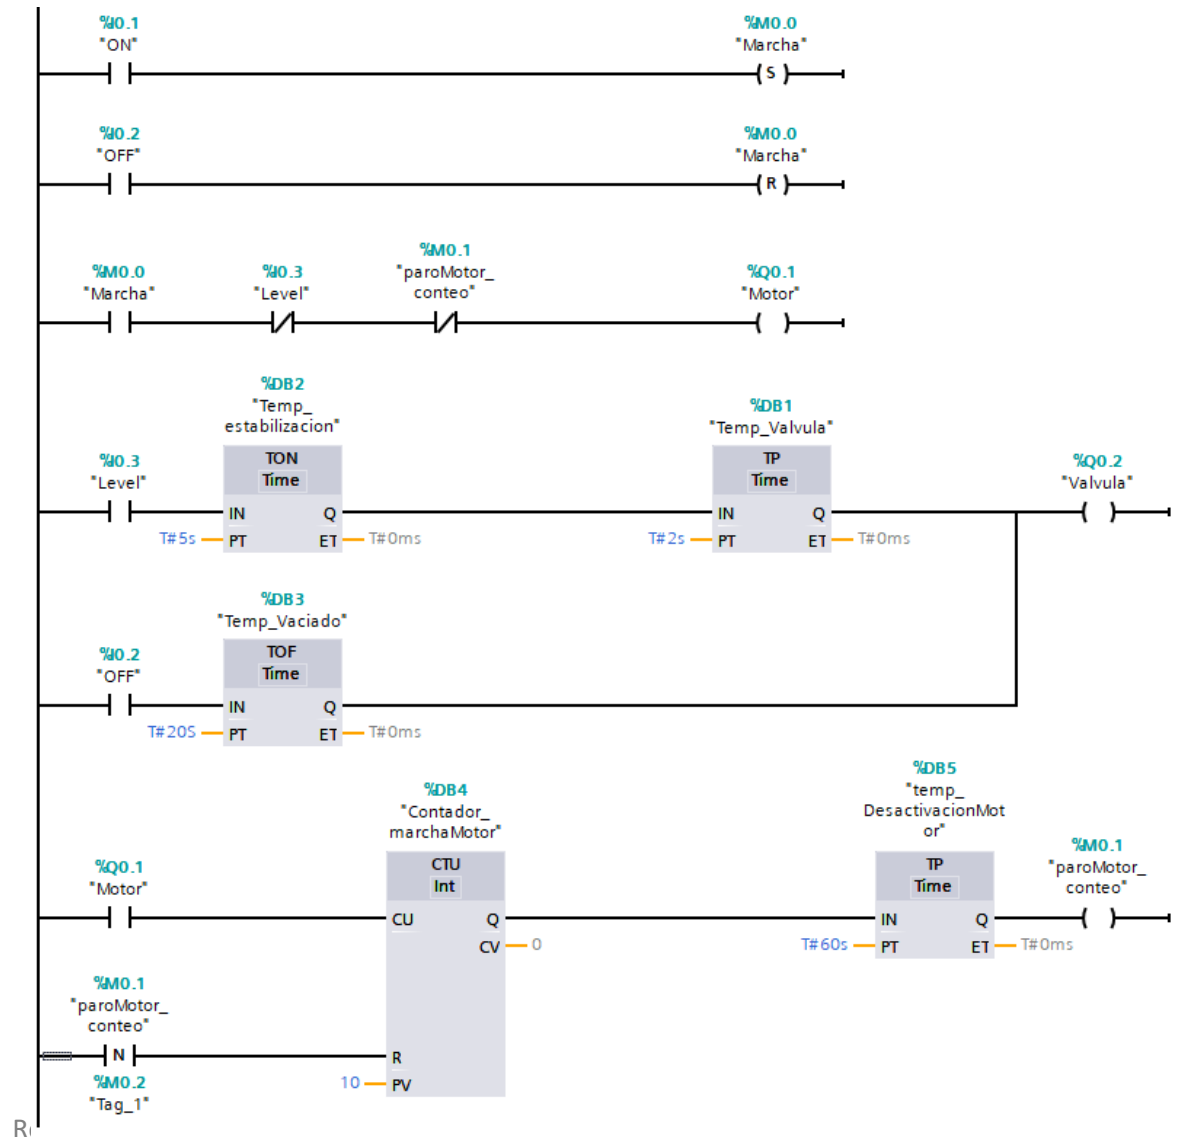 %I0.1
"ON"
%M0.0
"Marcha"
S
%I0.2
"OFF"
%M0.0
"Marcha"
R
%M0.0
"Marcha"
%I0.3
"Level"
%M0.1
"paroMotor_
conteo"
%Q0.1
"Motor"
%DB2
"Temp_
estabilizacion"
TON
Time
IN Q
PT ET
%DB1
"Temp_Valvula"
TP
Time
IN Q
PT ET
%I0.3
"Level"
T#5s
T#0ms
T#2s
T#0ms
%Q0.2
"Valvula"
%DB3
"Temp_Vaciado"
TOF
Time
IN Q
PT ET
%I0.2
"OFF"
T#20S
T#0ms
%DB4
"Contador_
marchaMotor"
CTU
Int
CU Q
CV
R
PV
%Q0.1
"Motor"
0
%DB5
"temp_
DesactivacionMot
or"
TP
Time
IN Q
PT ET
T#60s
T#0ms
%M0.1
"paroMotor_
conteo"
%M0.1
"paroMotor_
conteo"
N
%M0.2
"Tag_1"
10